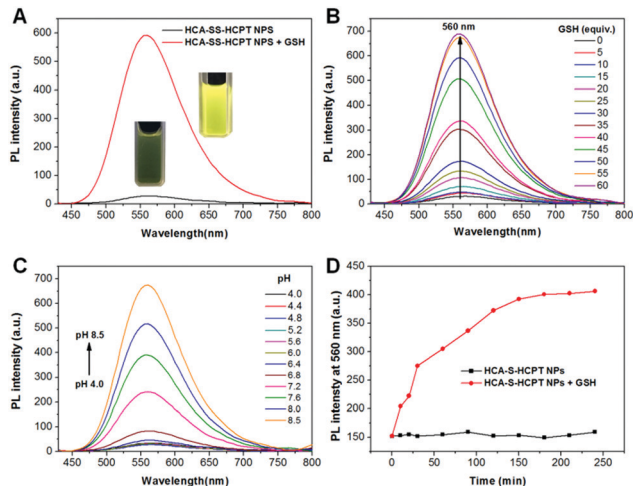 A
HCA-SS-HCPT NPS
HCA-SS-HCPT NPS + GSH
PL intensity (a.u.)
600
500
400
300
200
100
0
450 500 550 600 650 700 750 800
Wavelength(nm)
B
560 nm
GSH (equiv.)
0
5
10
15
20
25
30
35
40
45
50
55
60
PL intensity (a.u.)
700
600
500
400
300
200
100
0
450 500 550 600 650 700 750 800
Wavelength(nm)
C
pH
4.0
4.4
4.8
5.2
5.6
6.0
6.4
6.8
7.2
7.6
8.0
8.5
pH 8.5
pH 4.0
PL intensity (a.u.)
700
600
500
400
300
200
100
0
450 500 550 600 650 700 750 800
Wavelength(nm)
D
HCA-S-HCPT NPs
HCA-S-HCPT NPs + GSH
PL intensty at 560 nm (a.u.)
450
400
350
300
250
200
150
100
0 50 100 150 200 250
Time (min)